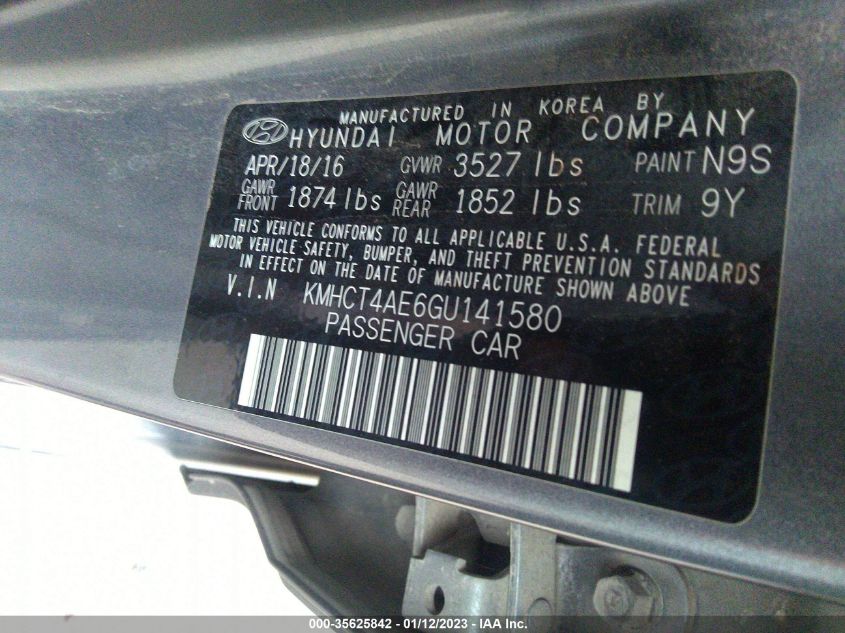 MANUFACTURED IN KOREA BY
HYUNDAI MOTOR COMPANY
APR/18/16 GVWR 3527 lbs PAINT N9S
GAWR FRONT 1874 lbs GAWR REAR 1852 lbs TRIM 9Y
THIS VEHICLE CONFORMS TO ALL APPLICABLE U.S.A. FEDERAL
MOTOR VEHICLE SAFETY, BUMPER, AND THEFT PREVENTION STANDARDS
IN EFFECT ON THE DATE OF MANUFACTURE SHOWN ABOVE
V.I.N KMHCT4AE6GU141580
PASSENGER CAR
000-35625842 - 01/12/2023 - IAA Inc.